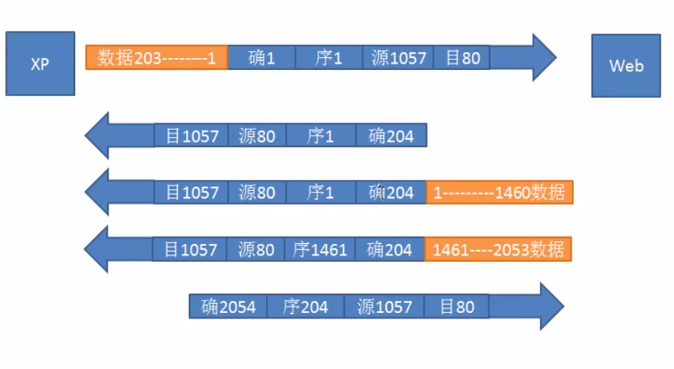 XP
数据203--------1 确1 序1 源1057 目80
Web
目1057 源80 序1 确204
目1057 源80 序1 确204 1---------1460数据
目1057 源80 序1461 确204 1461----2053数据
确2054 序204 源1057 目80